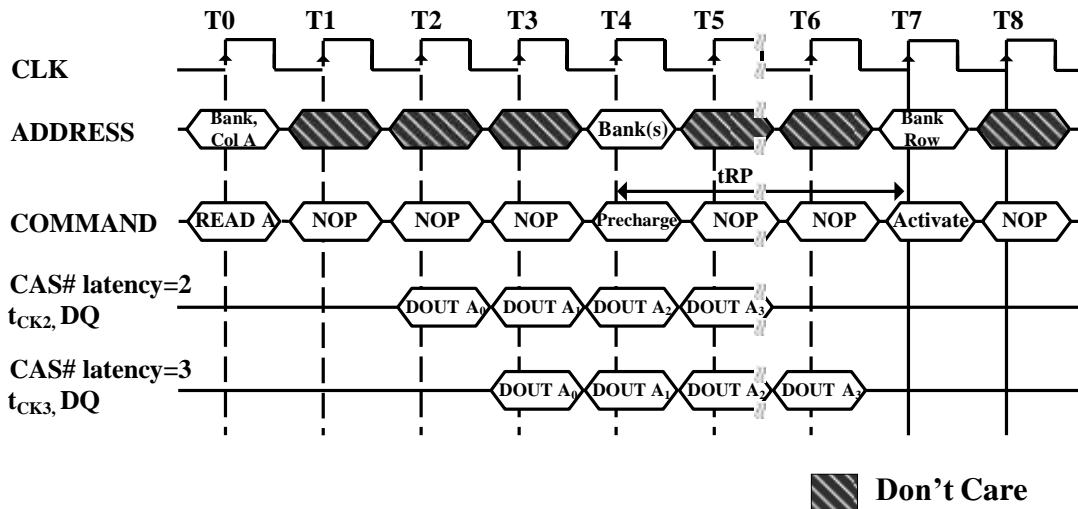 T0 T1 T2 T3 T4 T5 T6 T7 T8
CLK
ADDRESS Bank, Col A Bank(s) Bank Row
tRP
COMMAND READ A NOP NOP NOP Precharge NOP NOP Activate NOP
CAS# latency=2
tCK2, DQ DOUT A0 DOUT A1 DOUT A2 DOUT A3
CAS# latency=3
tCK3, DQ DOUT A0 DOUT A1 DOUT A2 DOUT A3
Don't Care